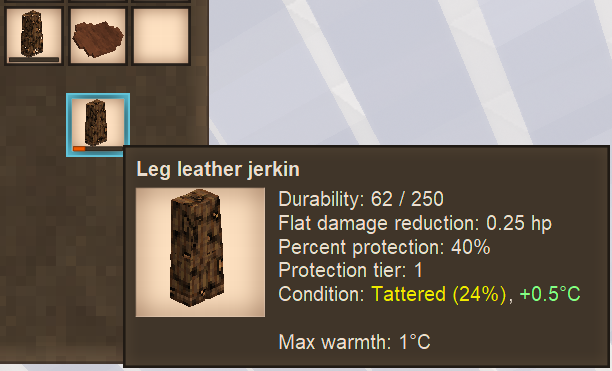 Leg leather jerkin
Durability: 62 / 250
Flat damage reduction: 0.25 hp
Percent protection: 40%
Protection tier: 1
Condition: Tattered (24%), +0.5°C
Max warmth: 1°C